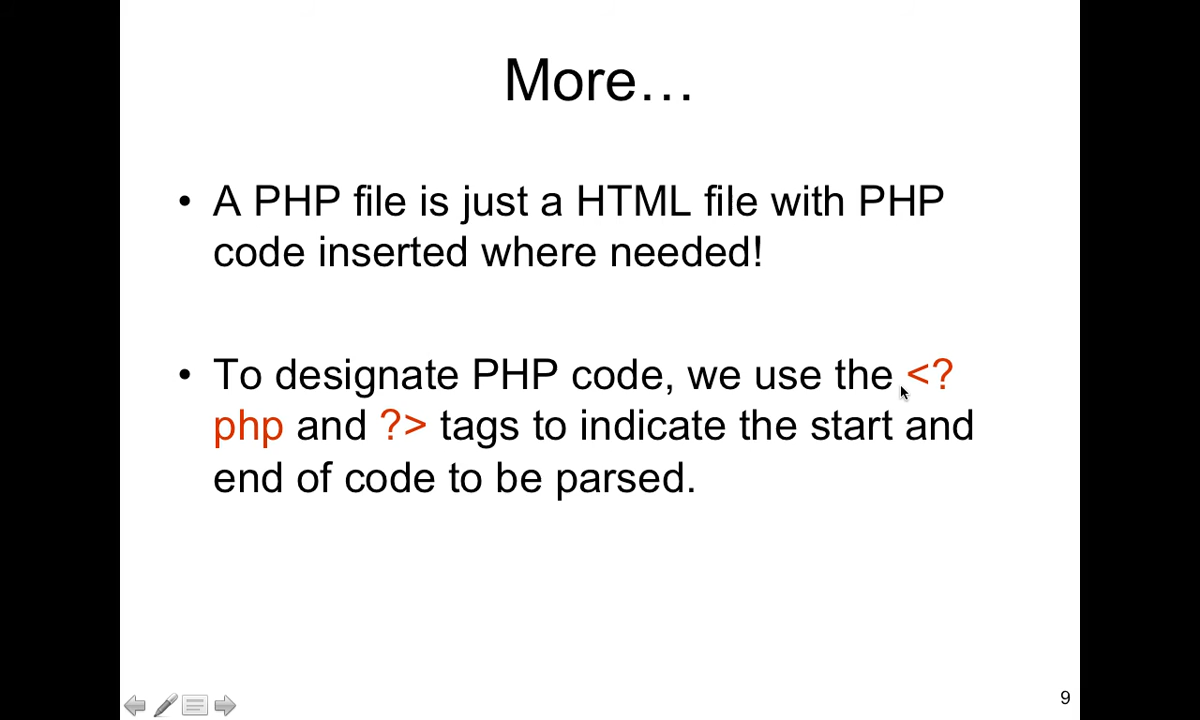 More…
• A PHP file is just a HTML file with PHP
code inserted where needed!
• To designate PHP code, we use the <?
php and ?> tags to indicate the start and
end of code to be parsed.
9